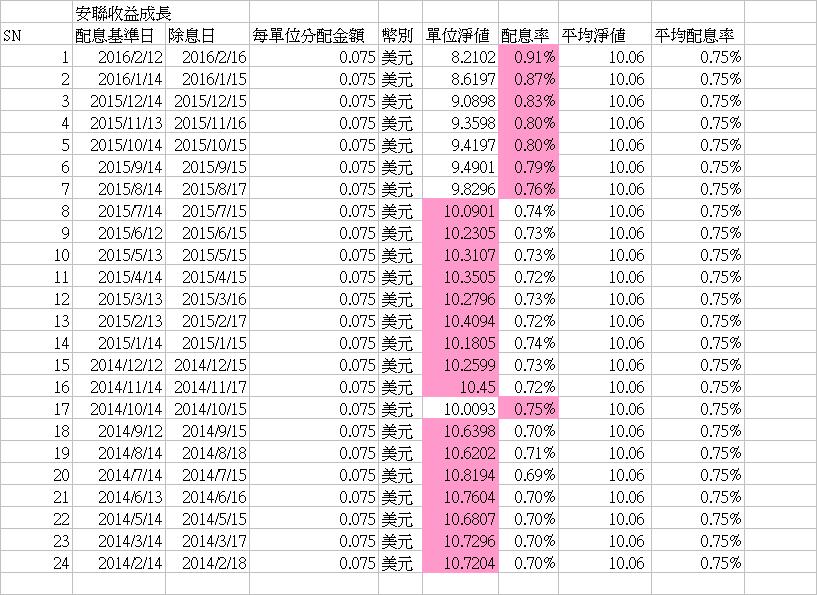 安聯收益成長
SN 配息基準日 除息日 每單位分配金額 幣別 單位淨值 配息率 平均淨值 平均配息率
1 2016/2/12 2016/2/16 0.075 美元 8.2102 0.91% 10.06 0.75%
2 2016/1/14 2016/1/15 0.075 美元 8.6197 0.87% 10.06 0.75%
3 2015/12/14 2015/12/15 0.075 美元 9.0898 0.83% 10.06 0.75%
4 2015/11/13 2015/11/16 0.075 美元 9.3598 0.80% 10.06 0.75%
5 2015/10/14 2015/10/15 0.075 美元 9.4197 0.80% 10.06 0.75%
6 2015/9/14 2015/9/15 0.075 美元 9.4901 0.79% 10.06 0.75%
7 2015/8/14 2015/8/17 0.075 美元 9.8296 0.76% 10.06 0.75%
8 2015/7/14 2015/7/15 0.075 美元 10.0901 0.74% 10.06 0.75%
9 2015/6/12 2015/6/15 0.075 美元 10.2305 0.73% 10.06 0.75%
10 2015/5/13 2015/5/15 0.075 美元 10.3107 0.73% 10.06 0.75%
11 2015/4/14 2015/4/15 0.075 美元 10.3505 0.72% 10.06 0.75%
12 2015/3/13 2015/3/16 0.075 美元 10.2796 0.73% 10.06 0.75%
13 2015/2/13 2015/2/17 0.075 美元 10.4094 0.72% 10.06 0.75%
14 2015/1/14 2015/1/15 0.075 美元 10.1805 0.74% 10.06 0.75%
15 2014/12/12 2014/12/15 0.075 美元 10.2599 0.73% 10.06 0.75%
16 2014/11/14 2014/11/17 0.075 美元 10.45 0.72% 10.06 0.75%
17 2014/10/14 2014/10/15 0.075 美元 10.0093 0.75% 10.06 0.75%
18 2014/9/12 2014/9/15 0.075 美元 10.6398 0.70% 10.06 0.75%
19 2014/8/14 2014/8/18 0.075 美元 10.6202 0.71% 10.06 0.75%
20 2014/7/14 2014/7/15 0.075 美元 10.8194 0.69% 10.06 0.75%
21 2014/6/13 2014/6/16 0.075 美元 10.7604 0.70% 10.06 0.75%
22 2014/5/14 2014/5/15 0.075 美元 10.6807 0.70% 10.06 0.75%
23 2014/3/14 2014/3/17 0.075 美元 10.7296 0.70% 10.06 0.75%
24 2014/2/14 2014/2/18 0.075 美元 10.7204 0.70% 10.06 0.75%